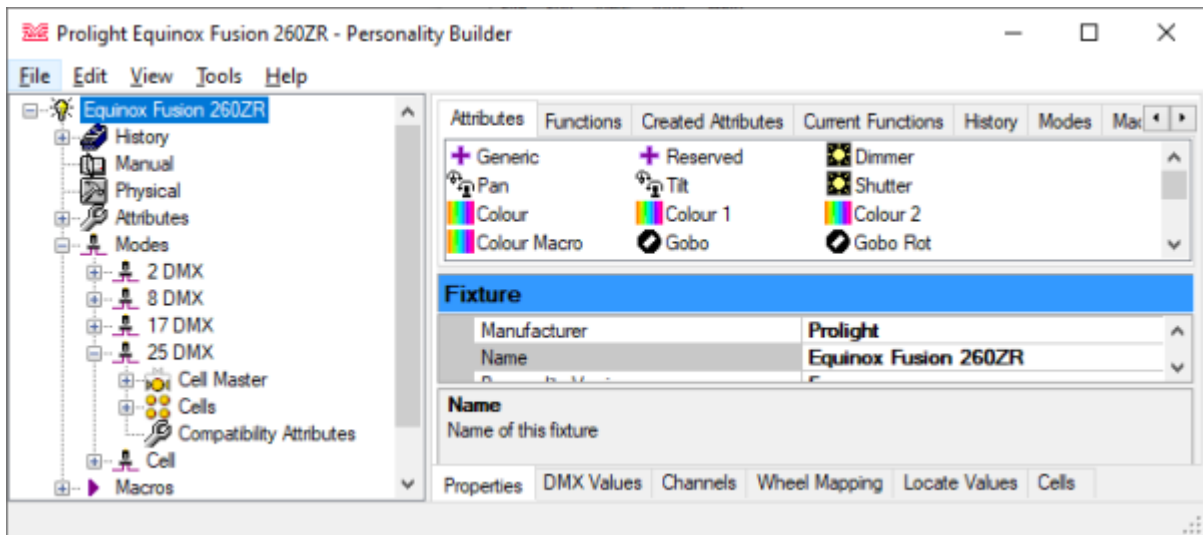 Prolight Equinox Fusion 260ZR - Personality Builder
File Edit View Tools Help
Equinox Fusion 260ZR
History
Manual
Physical
Attributes
Modes
2 DMX
8 DMX
17 DMX
25 DMX
Cell Master
Cells
Compatibility Attributes
Cell
Macros
Attributes Functions Created Attributes Current Functions History Modes
Generic Reserved Dimmer
Pan Tilt Shutter
Colour Colour 1 Colour 2
Colour Macro Gobo Gobo Rot
Fixture
Manufacturer Prolight
Name Equinox Fusion 260ZR
Name
Name of this fixture
Properties DMX Values Channels Wheel Mapping Locate Values Cells